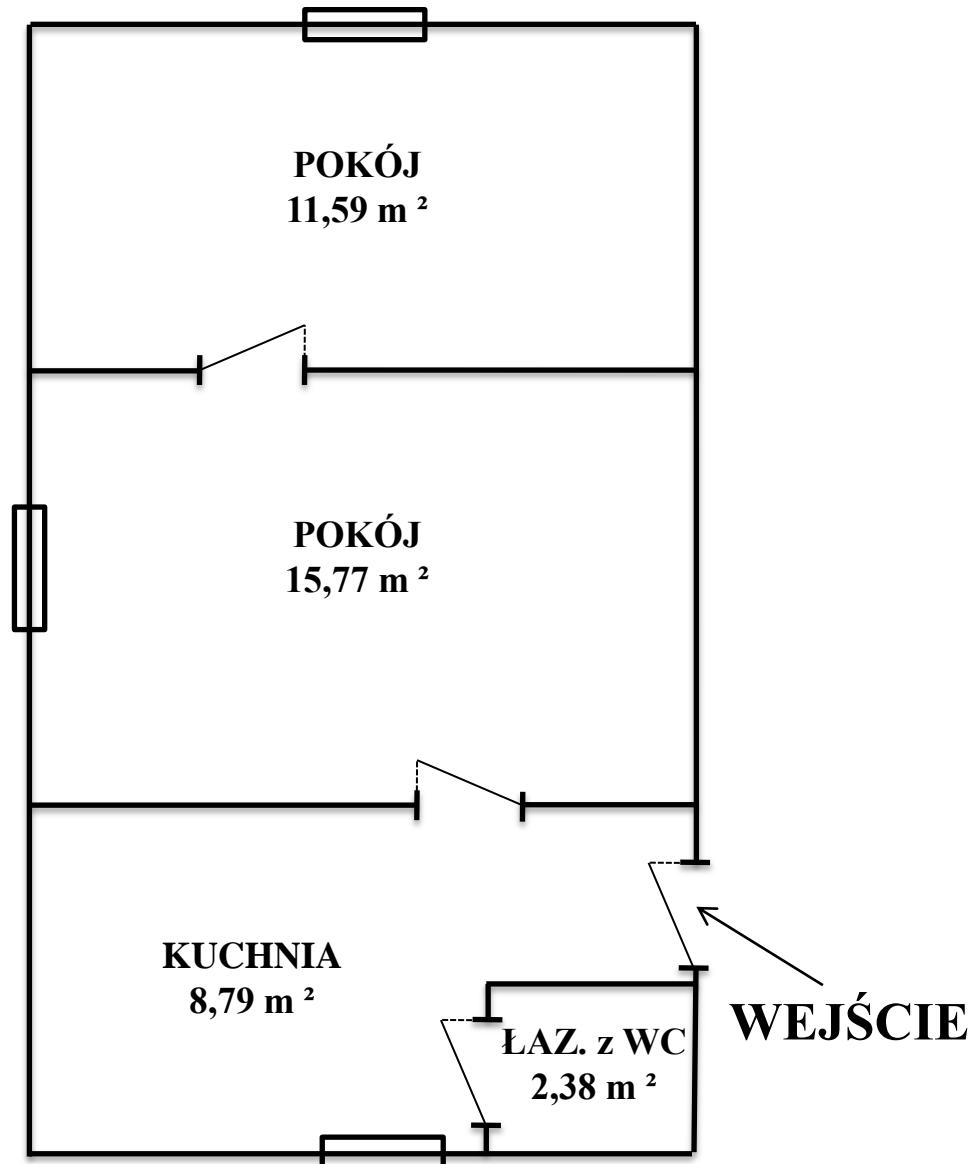 POKÓJ
11,59 m ²
POKÓJ
15,77 m ²
KUCHNIA
8,79 m ²
WEJŚCIE
ŁAZ. z WC
2,38 m ²